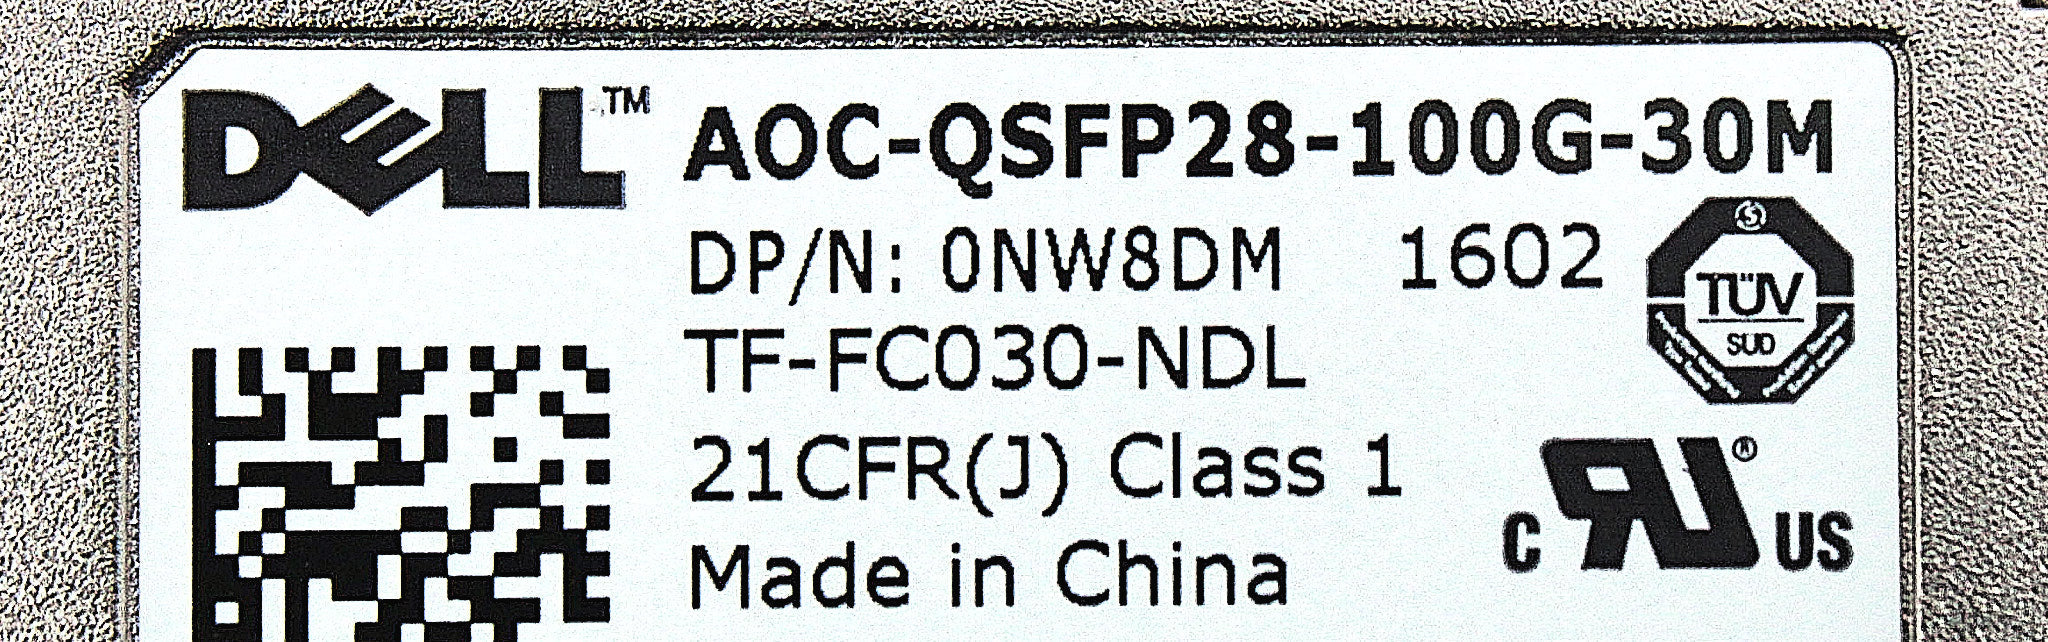 DELL™ AOC-QSFP28-100G-30M
DP/N: 0NW8DM 1602
TÜV
SUD
TF-FC030-NDL
21CFR(J) Class 1
C RU® US
Made in China